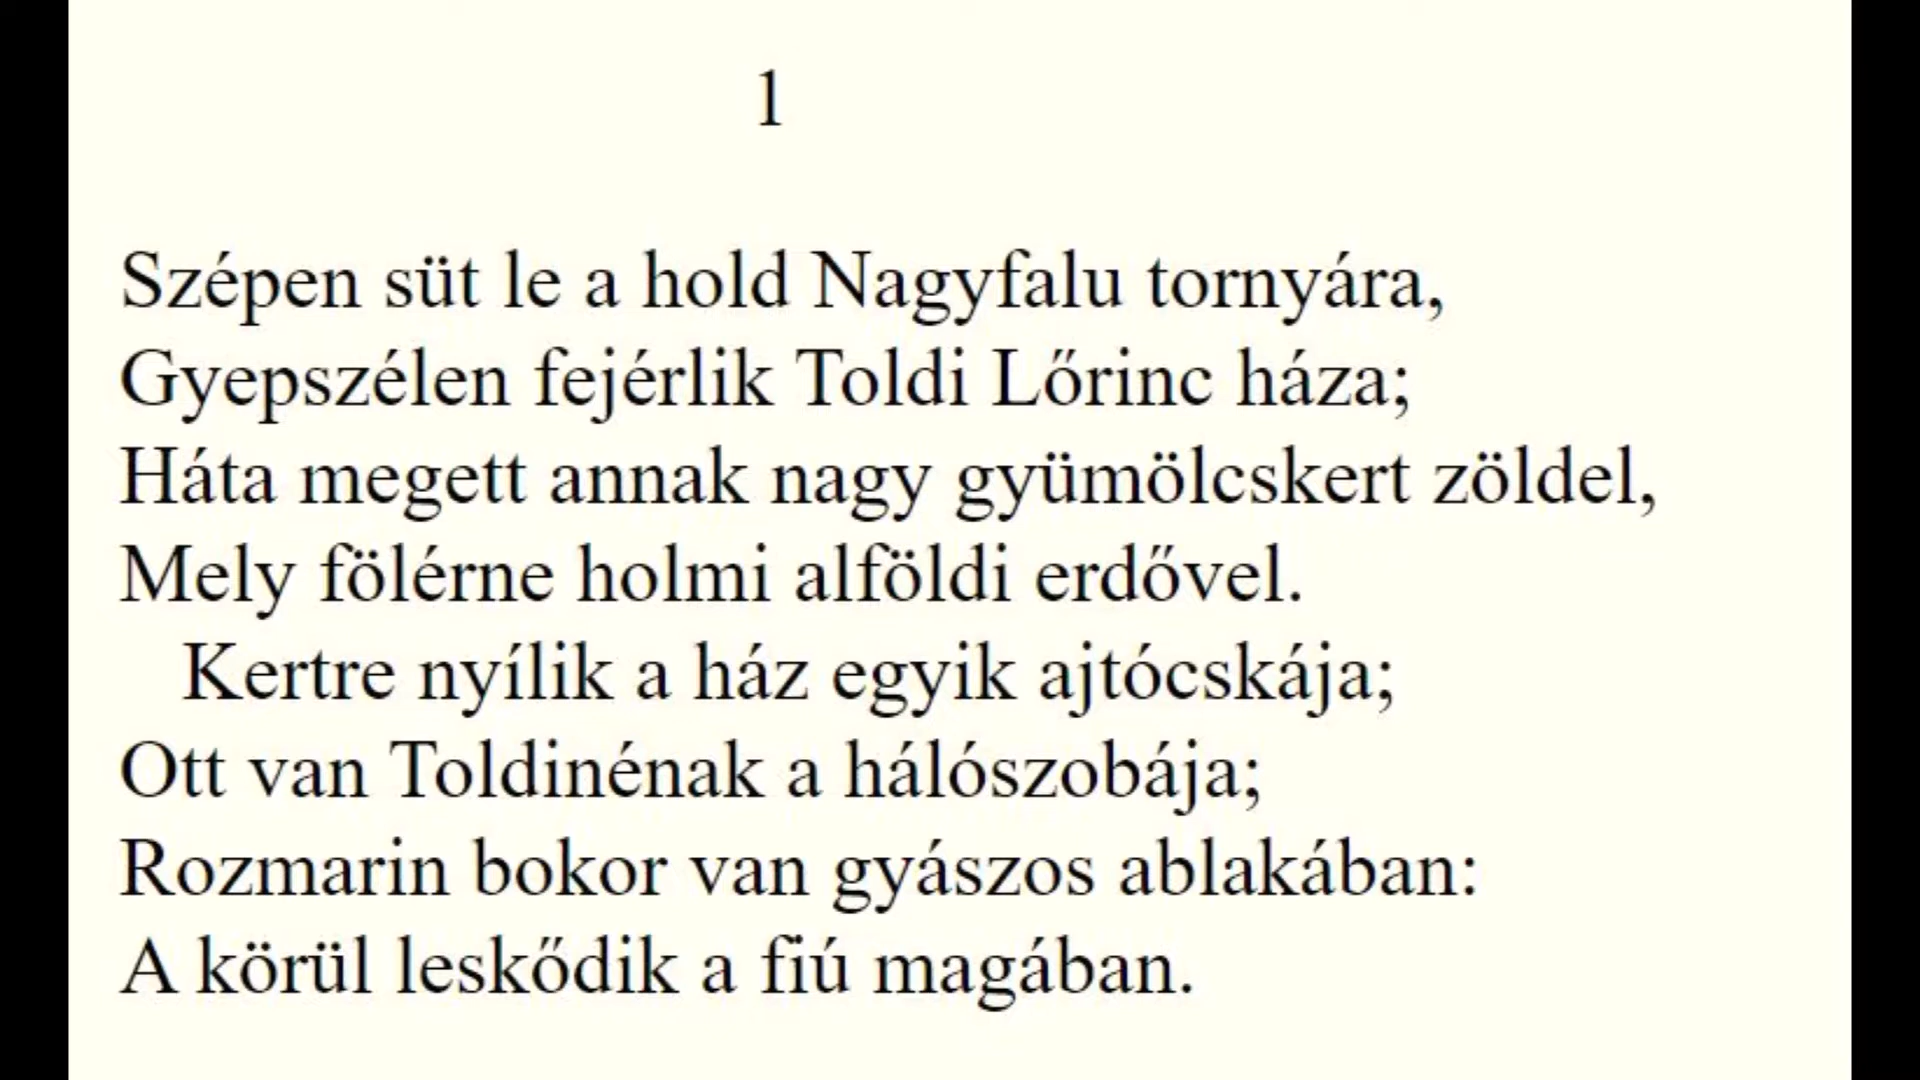 1
Szépen süt le a hold Nagyfalu tornyára,
Gyepszélen fejérlik Toldi Lőrinc háza;
Háta megett annak nagy gyümölcskert zöldel,
Mely fölérne holmi alföldi erdővel.
Kertre nyílik a ház egyik ajtócskája;
Ott van Toldinénak a hálószobája;
Rozmarin bokor van gyászos ablakában:
A körül leskődik a fiú magában.